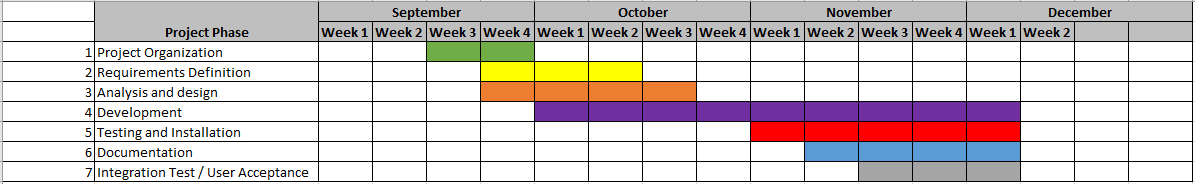 September October November December
Project Phase Week 1 Week 2 Week 3 Week 4 Week 1 Week 2 Week 3 Week 4 Week 1 Week 2 Week 3 Week 4 Week 1 Week 2
1 Project Organization
2 Requirements Definition
3 Analysis and design
4 Development
5 Testing and Installation
6 Documentation
7 Integration Test / User Acceptance